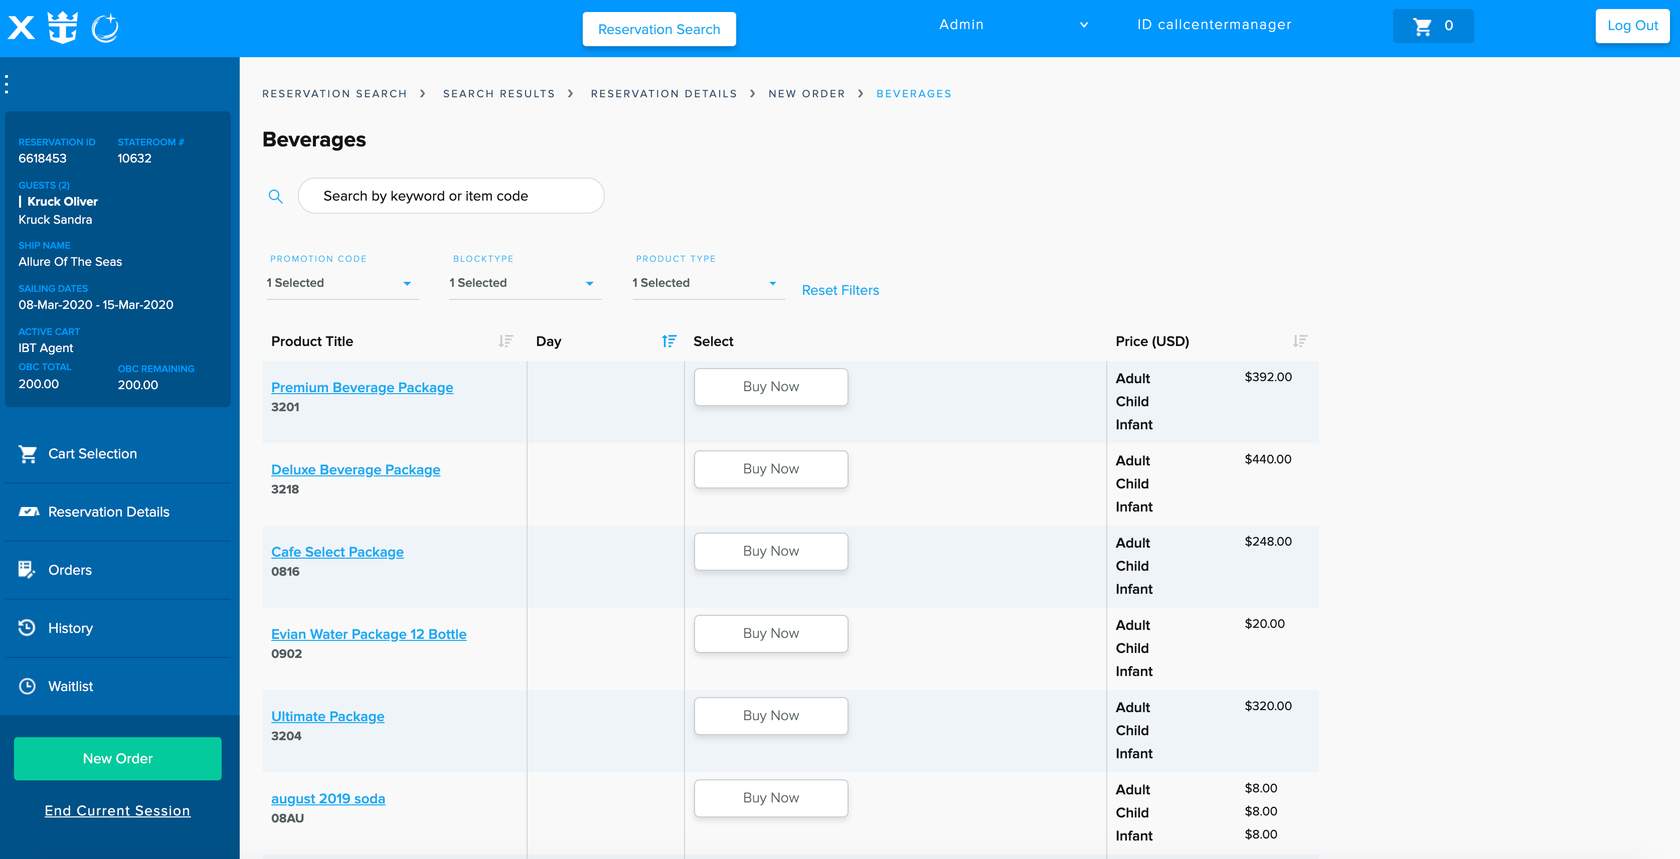 Reservation Search
Admin
ID callcentermanager
0
Log Out
RESERVATION ID STATEROOM #
6618453 10632
GUESTS (2)
Kruck Oliver
Kruck Sandra
SHIP NAME
Allure Of The Seas
SAILING DATES
08-Mar-2020 - 15-Mar-2020
ACTIVE CART
IBT Agent
OBC TOTAL OBC REMAINING
200.00 200.00
Cart Selection
Reservation Details
Orders
History
Waitlist
New Order
End Current Session
RESERVATION SEARCH > SEARCH RESULTS > RESERVATION DETAILS > NEW ORDER > BEVERAGES
Beverages
Search by keyword or item code
PROMOTION CODE BLOCKTYPE PRODUCT TYPE
1 Selected 1 Selected 1 Selected Reset Filters
Product Title Day Select Price (USD)
Premium Beverage Package Buy Now Adult $392.00
3201 Child
Infant
Deluxe Beverage Package Buy Now Adult $440.00
3218 Child
Infant
Cafe Select Package Buy Now Adult $248.00
0816 Child
Infant
Evian Water Package 12 Bottle Buy Now Adult $20.00
0902 Child
Infant
Ultimate Package Buy Now Adult $320.00
3204 Child
Infant
august 2019 soda Buy Now Adult $8.00
08AU Child $8.00
Infant $8.00